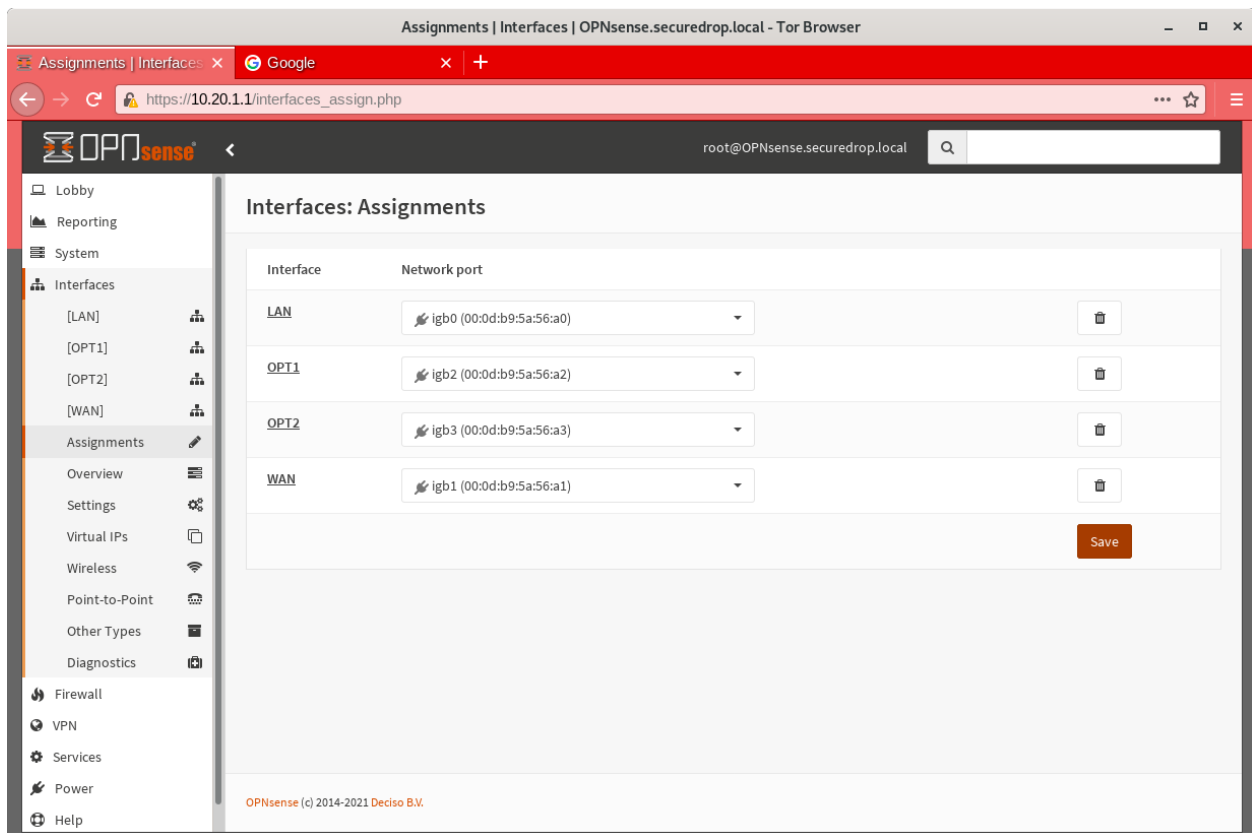 Assignments | Interfaces | OPNsense.securedrop.local - Tor Browser
Assignments | Interfaces
Google
https://10.20.1.1/interfaces_assign.php
OPNsense
root@OPNsense.securedrop.local
Lobby
Reporting
System
Interfaces
[LAN]
[OPT1]
[OPT2]
[WAN]
Assignments
Overview
Settings
Virtual IPs
Wireless
Point-to-Point
Other Types
Diagnostics
Firewall
VPN
Services
Power
Help
Interfaces: Assignments
Interface Network port
LAN igb0 (00:0d:b9:5a:56:a0)
OPT1 igb2 (00:0d:b9:5a:56:a2)
OPT2 igb3 (00:0d:b9:5a:56:a3)
WAN igb1 (00:0d:b9:5a:56:a1)
Save
OPNsense (c) 2014-2021 Deciso B.V.